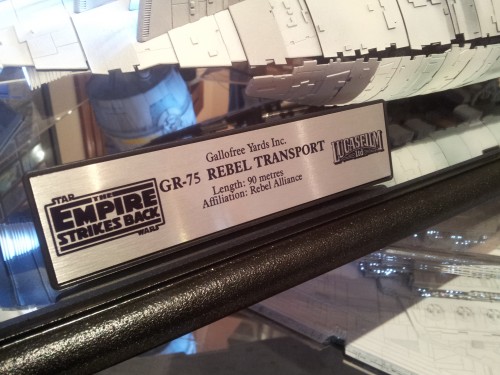 Gallofree Yards Inc.
GR-75 REBEL TRANSPORT
Length: 90 metres
Affiliation: Rebel Alliance
STAR
THE
EMPIRE
STRIKES BACK
WARS
LUCASFILM
LTD